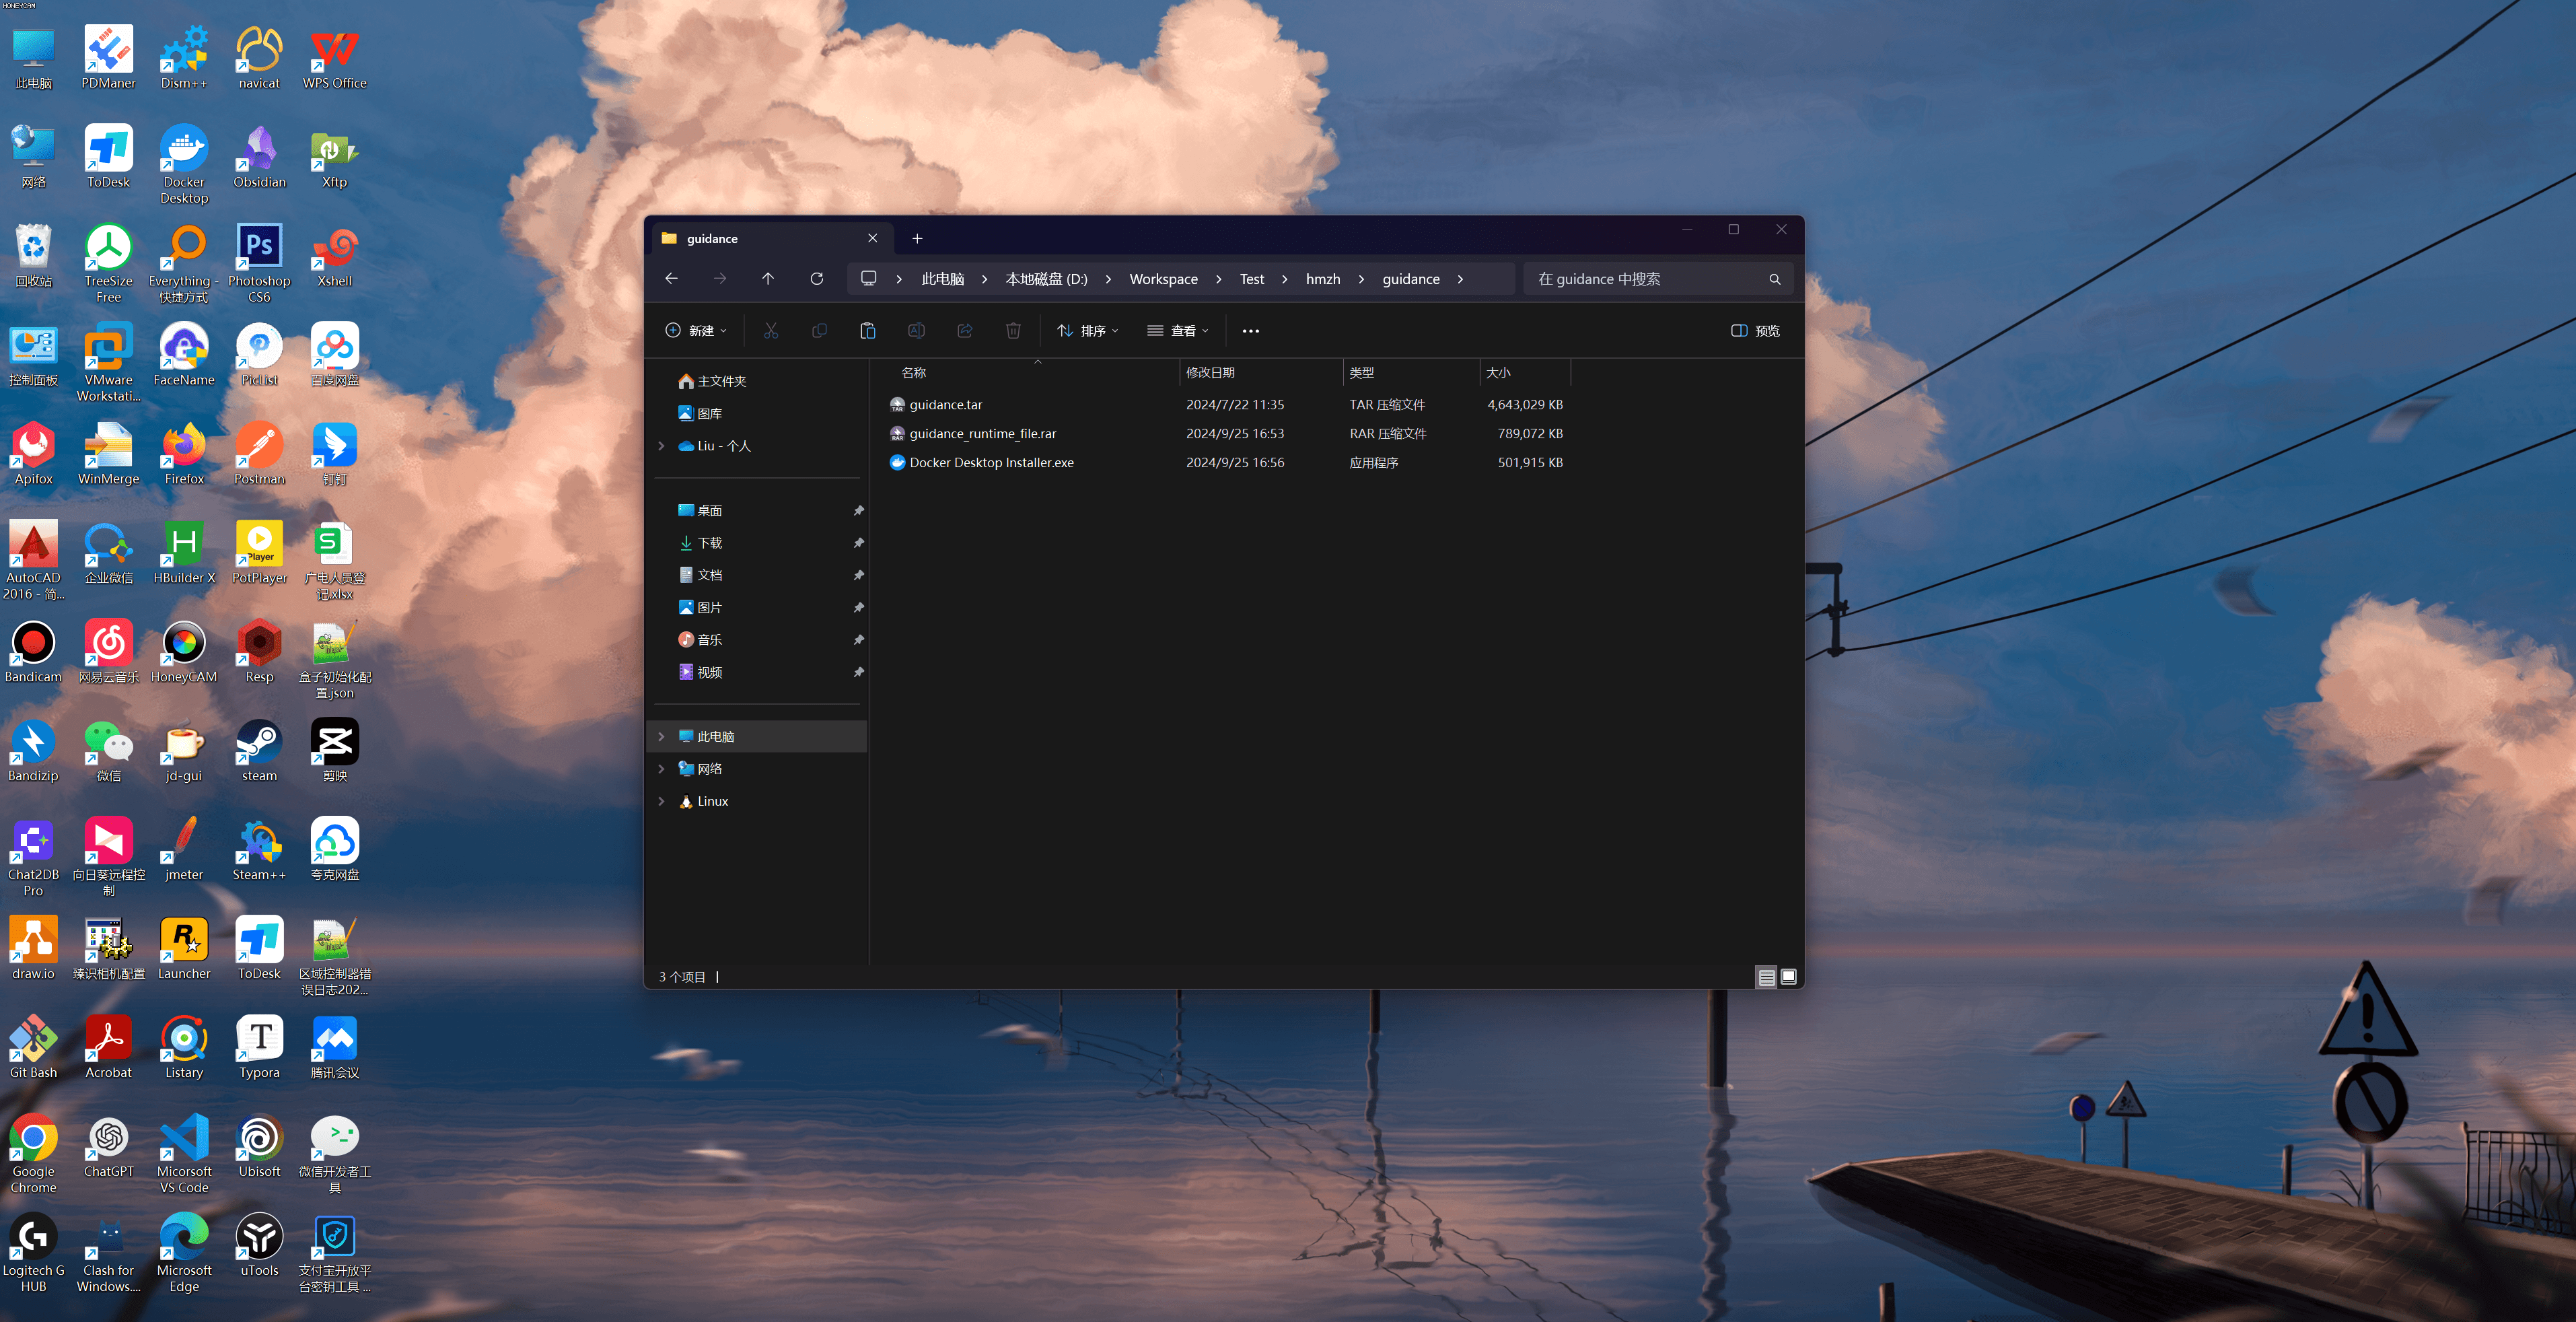 HONEYCAM
此电脑
PDManer
Dism++
navicat
WPS Office
网络
ToDesk
Docker
Desktop
Obsidian
Xftp
回收站
TreeSize
Free
Everything -
快捷方式
Photoshop
CS6
Xshell
控制面板
VMware
Workstati...
FaceName
PicList
百度网盘
Apifox
WinMerge
Firefox
Postman
钉钉
AutoCAD
2016 - 简...
企业微信
HBuilder X
PotPlayer
广电人员登
记.xlsx
Bandicam
网易云音乐
HoneyCAM
Resp
盒子初始化配
置.json
Bandizip
微信
jd-gui
steam
剪映
Chat2DB
Pro
向日葵远程控
制
jmeter
Steam++
夸克网盘
draw.io
臻识相机配置
Launcher
ToDesk
区域控制器错
误日志202...
Git Bash
Acrobat
Listary
Typora
腾讯会议
Google
Chrome
ChatGPT
Micorsoft
VS Code
Ubisoft
微信开发者工
具
Logitech G
HUB
Clash for
Windows....
Microsoft
Edge
uTools
支付宝开放平
台密钥工具 ...
guidance
此电脑 > 本地磁盘 (D:) > Workspace > Test > hmzh > guidance >
在 guidance 中搜索
新建 排序 查看 ··· 预览
主文件夹
图库
Liu - 个人
桌面
下载
文档
图片
音乐
视频
此电脑
网络
Linux
名称 修改日期 类型 大小
guidance.tar 2024/7/22 11:35 TAR 压缩文件 4,643,029 KB
guidance_runtime_file.rar 2024/9/25 16:53 RAR 压缩文件 789,072 KB
Docker Desktop Installer.exe 2024/9/25 16:56 应用程序 501,915 KB
3 个项目